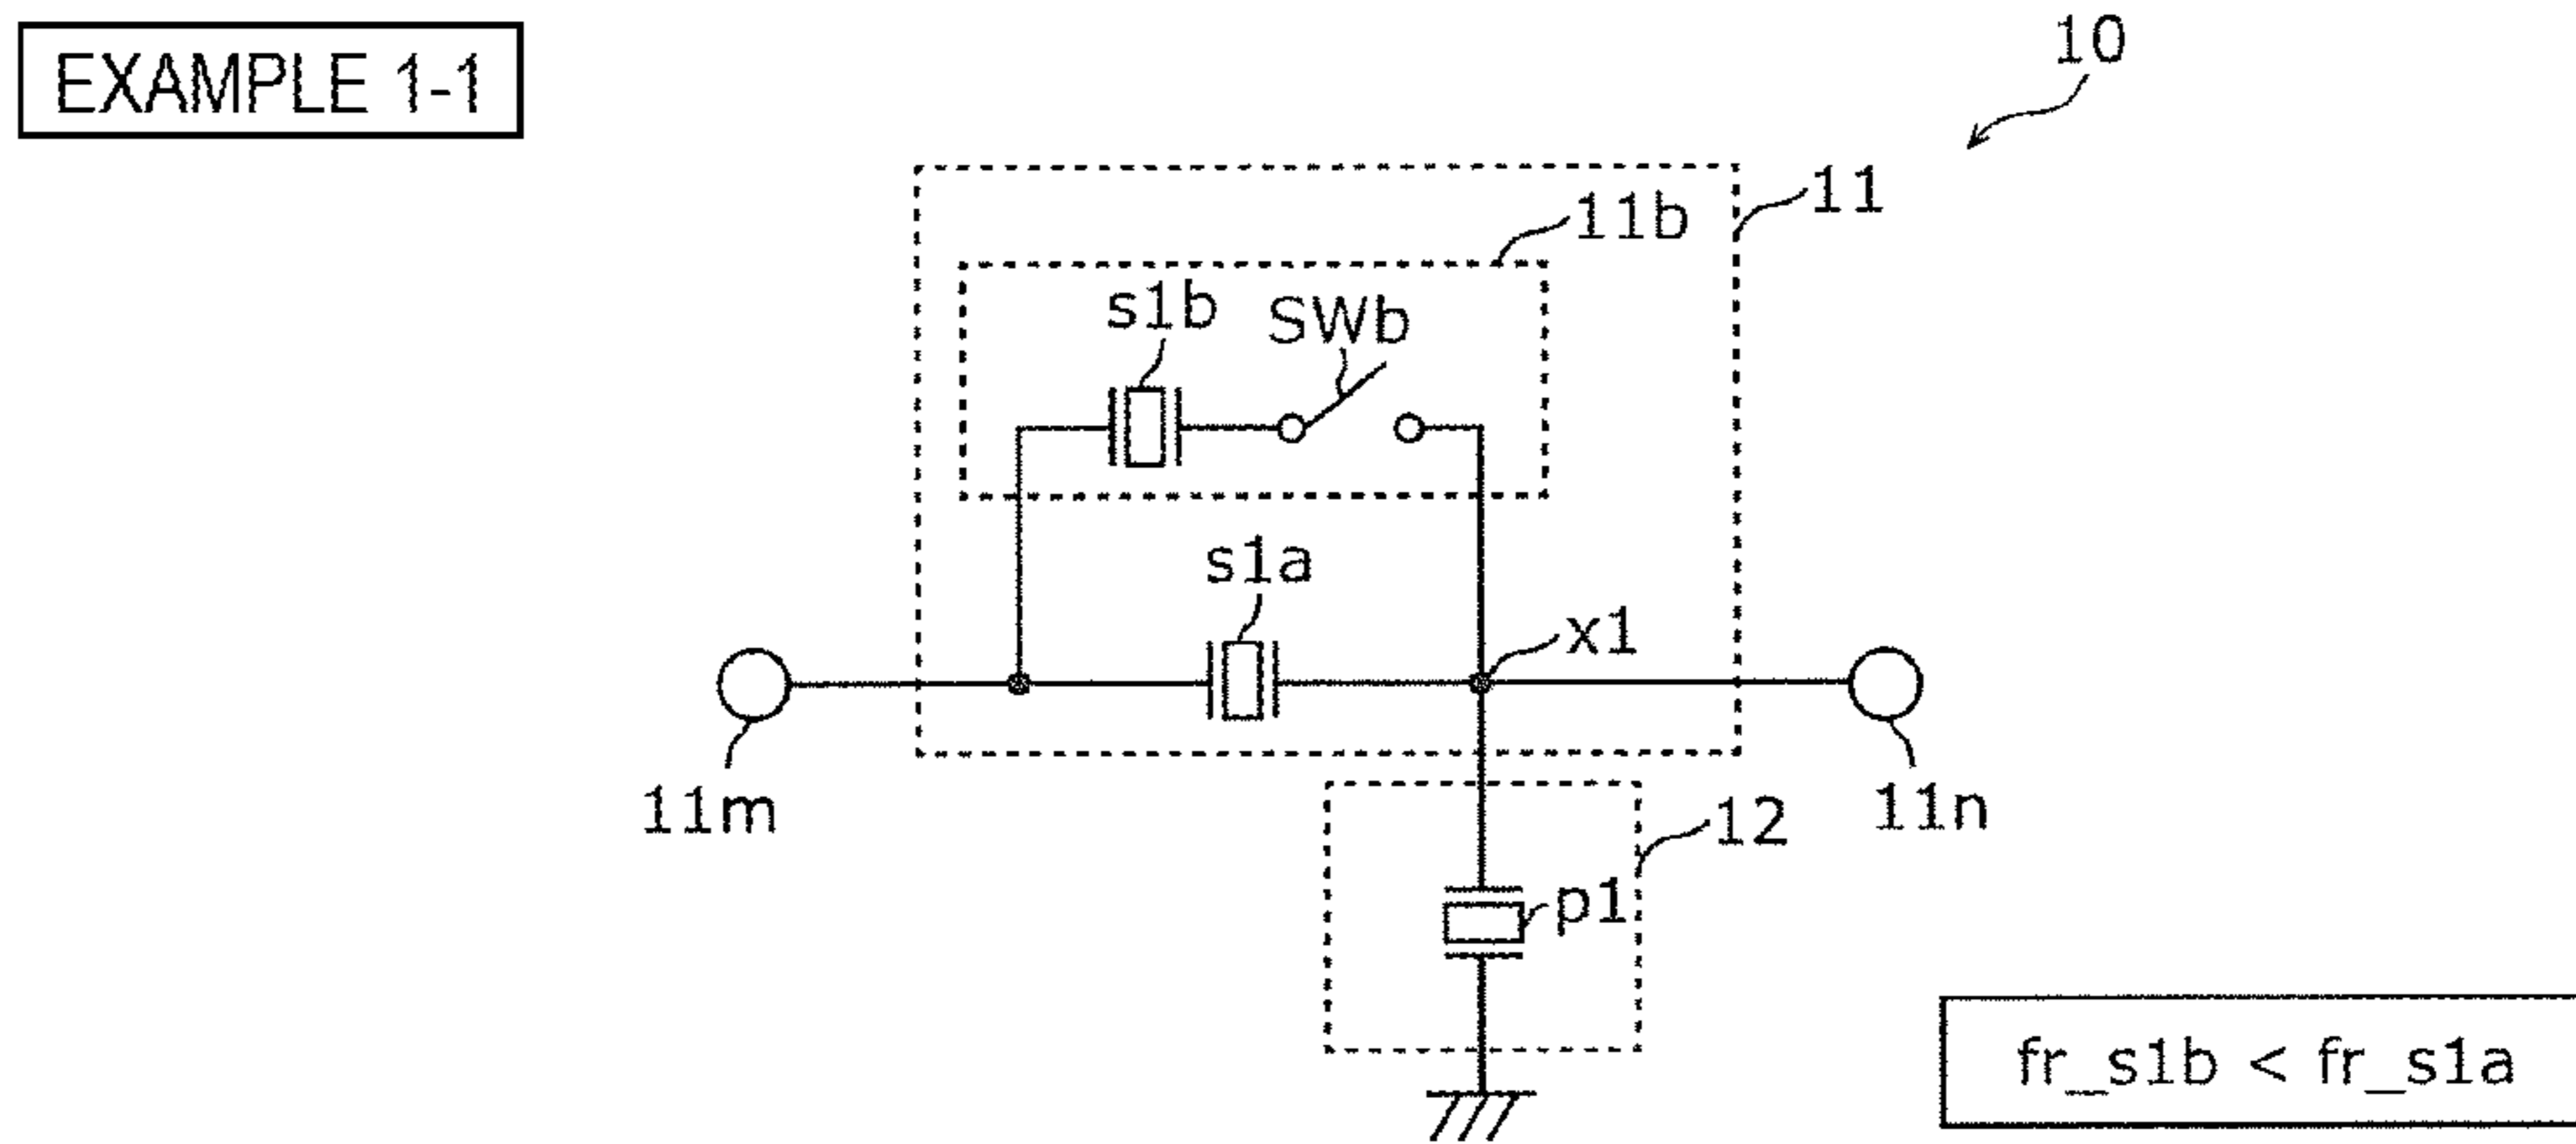 EXAMPLE 1-1
10
11
11b
s1b
SWb
s1a
x1
11m
11n
12
p1
fr_s1b < fr_s1a